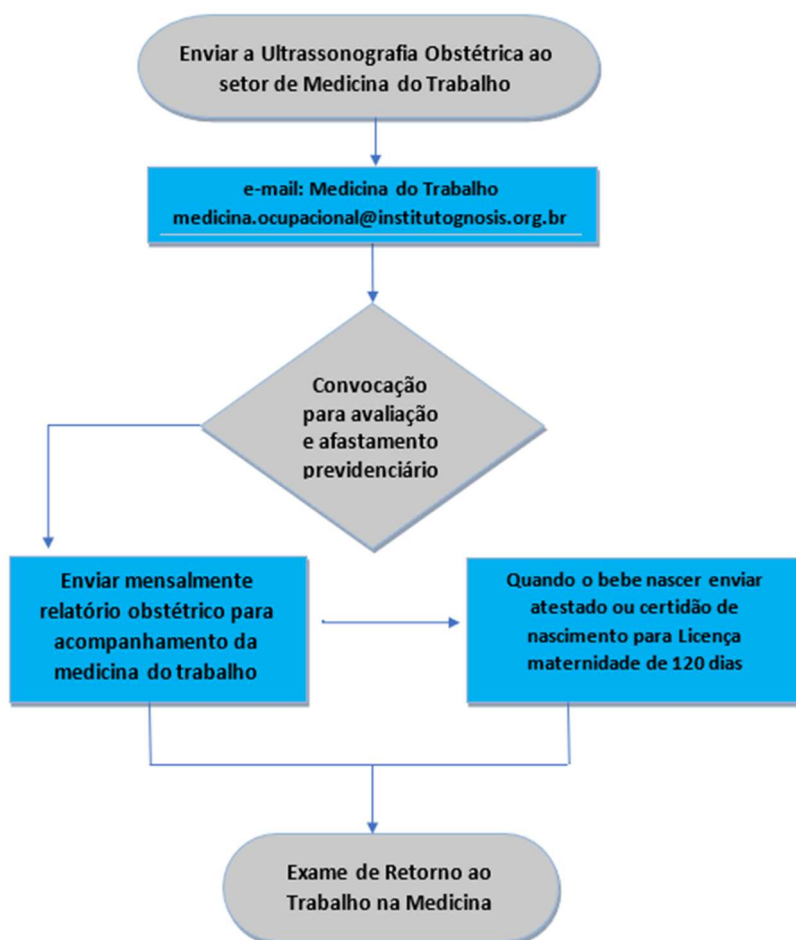 Enviar a Ultrassonografia Obstétrica ao
setor de Medicina do Trabalho
e-mail: Medicina do Trabalho
medicina.ocupacional@institutognosis.org.br
Convocação
para avaliação
e afastamento
previdenciário
Enviar mensalmente
relatório obstétrico para
acompanhamento da
medicina do trabalho
Quando o bebe nascer enviar
atestado ou certidão de
nascimento para Licença
maternidade de 120 dias
Exame de Retorno ao
Trabalho na Medicina